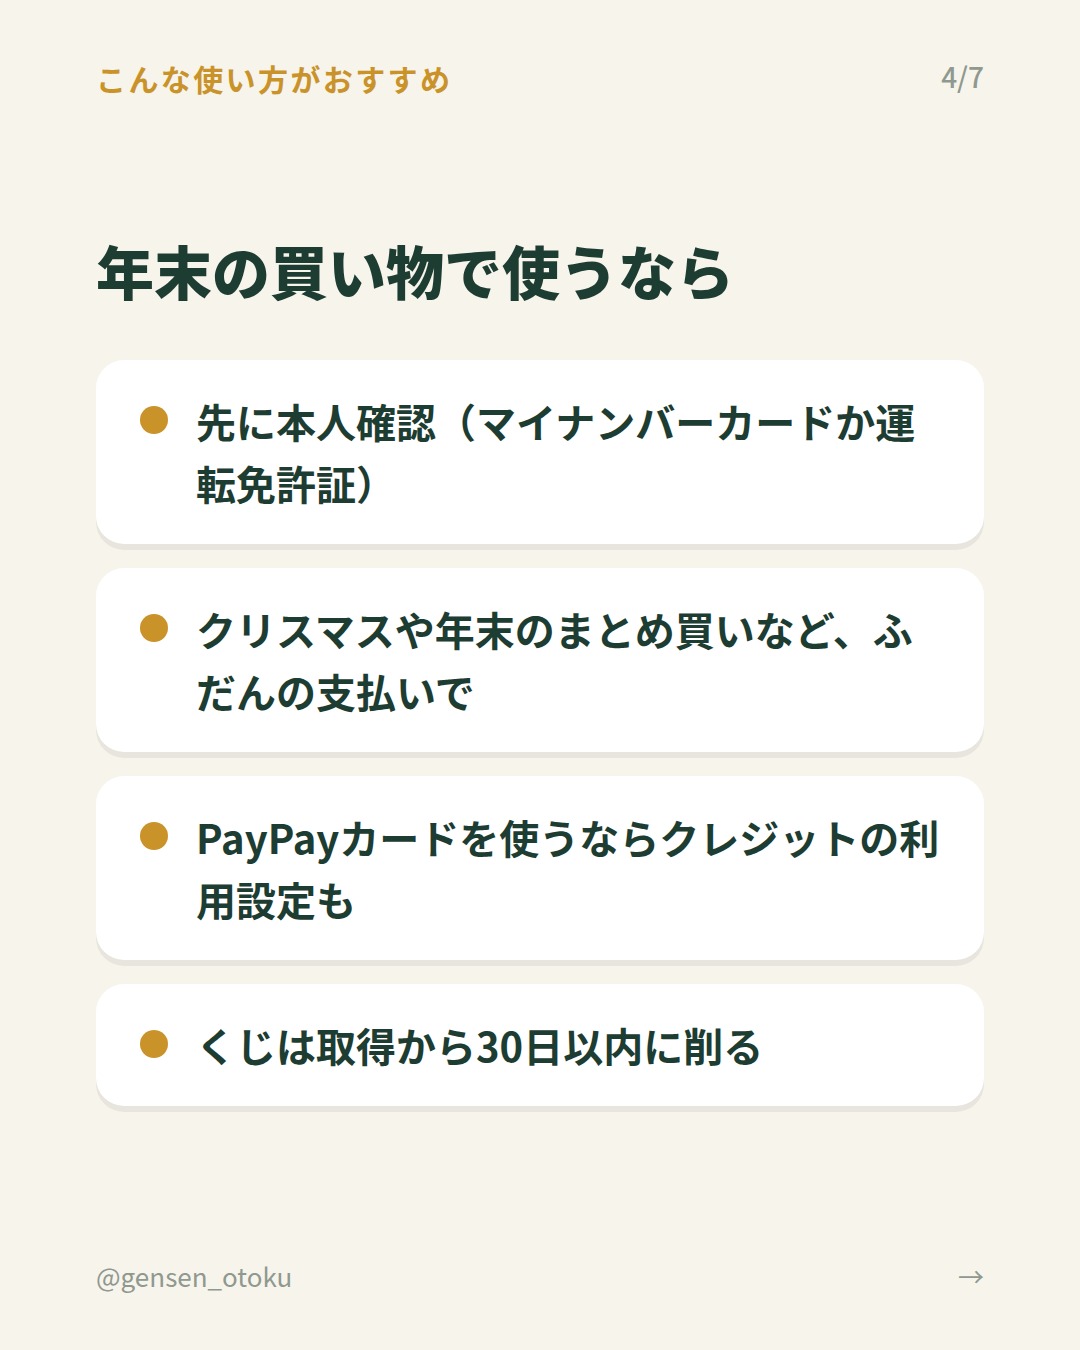 こんな使い方がおすすめ
4/7
年末の買い物で使うなら
先に本人確認（マイナンバーカードか運
転免許証）
クリスマスや年末のまとめ買いなど、ふ
だんの支払いで
PayPayカードを使うならクレジットの利
用設定も
くじは取得から30日以内に削る
@gensen_otoku
→